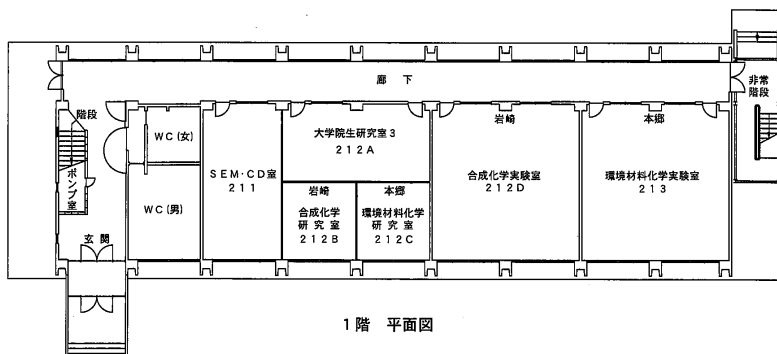 廊下
非常
階段
階段
ポンプ室
WC(女)
WC(男)
玄関
SEM・CD室
211
大学院生研究室3
212A
岩崎
合成化学
研究室
212B
本郷
環境材料化学
研究室
212C
岩崎
合成化学実験室
212D
本郷
環境材料化学実験室
213
1階 平面図